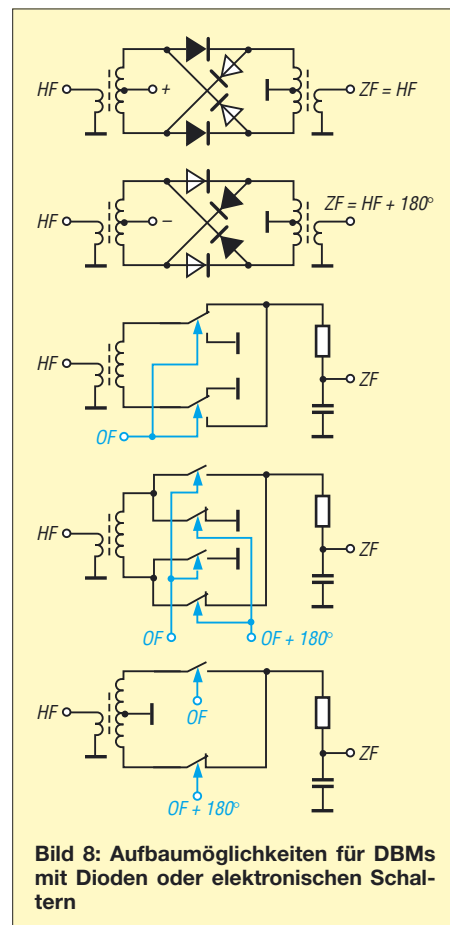 HF
+
ZF = HF
HF
–
ZF = HF + 180°
HF
OF
ZF
HF
ZF
OF
OF + 180°
HF
OF
ZF
OF + 180°
Bild 8: Aufbaumöglichkeiten für DBMs
mit Dioden oder elektronischen Schal-
tern